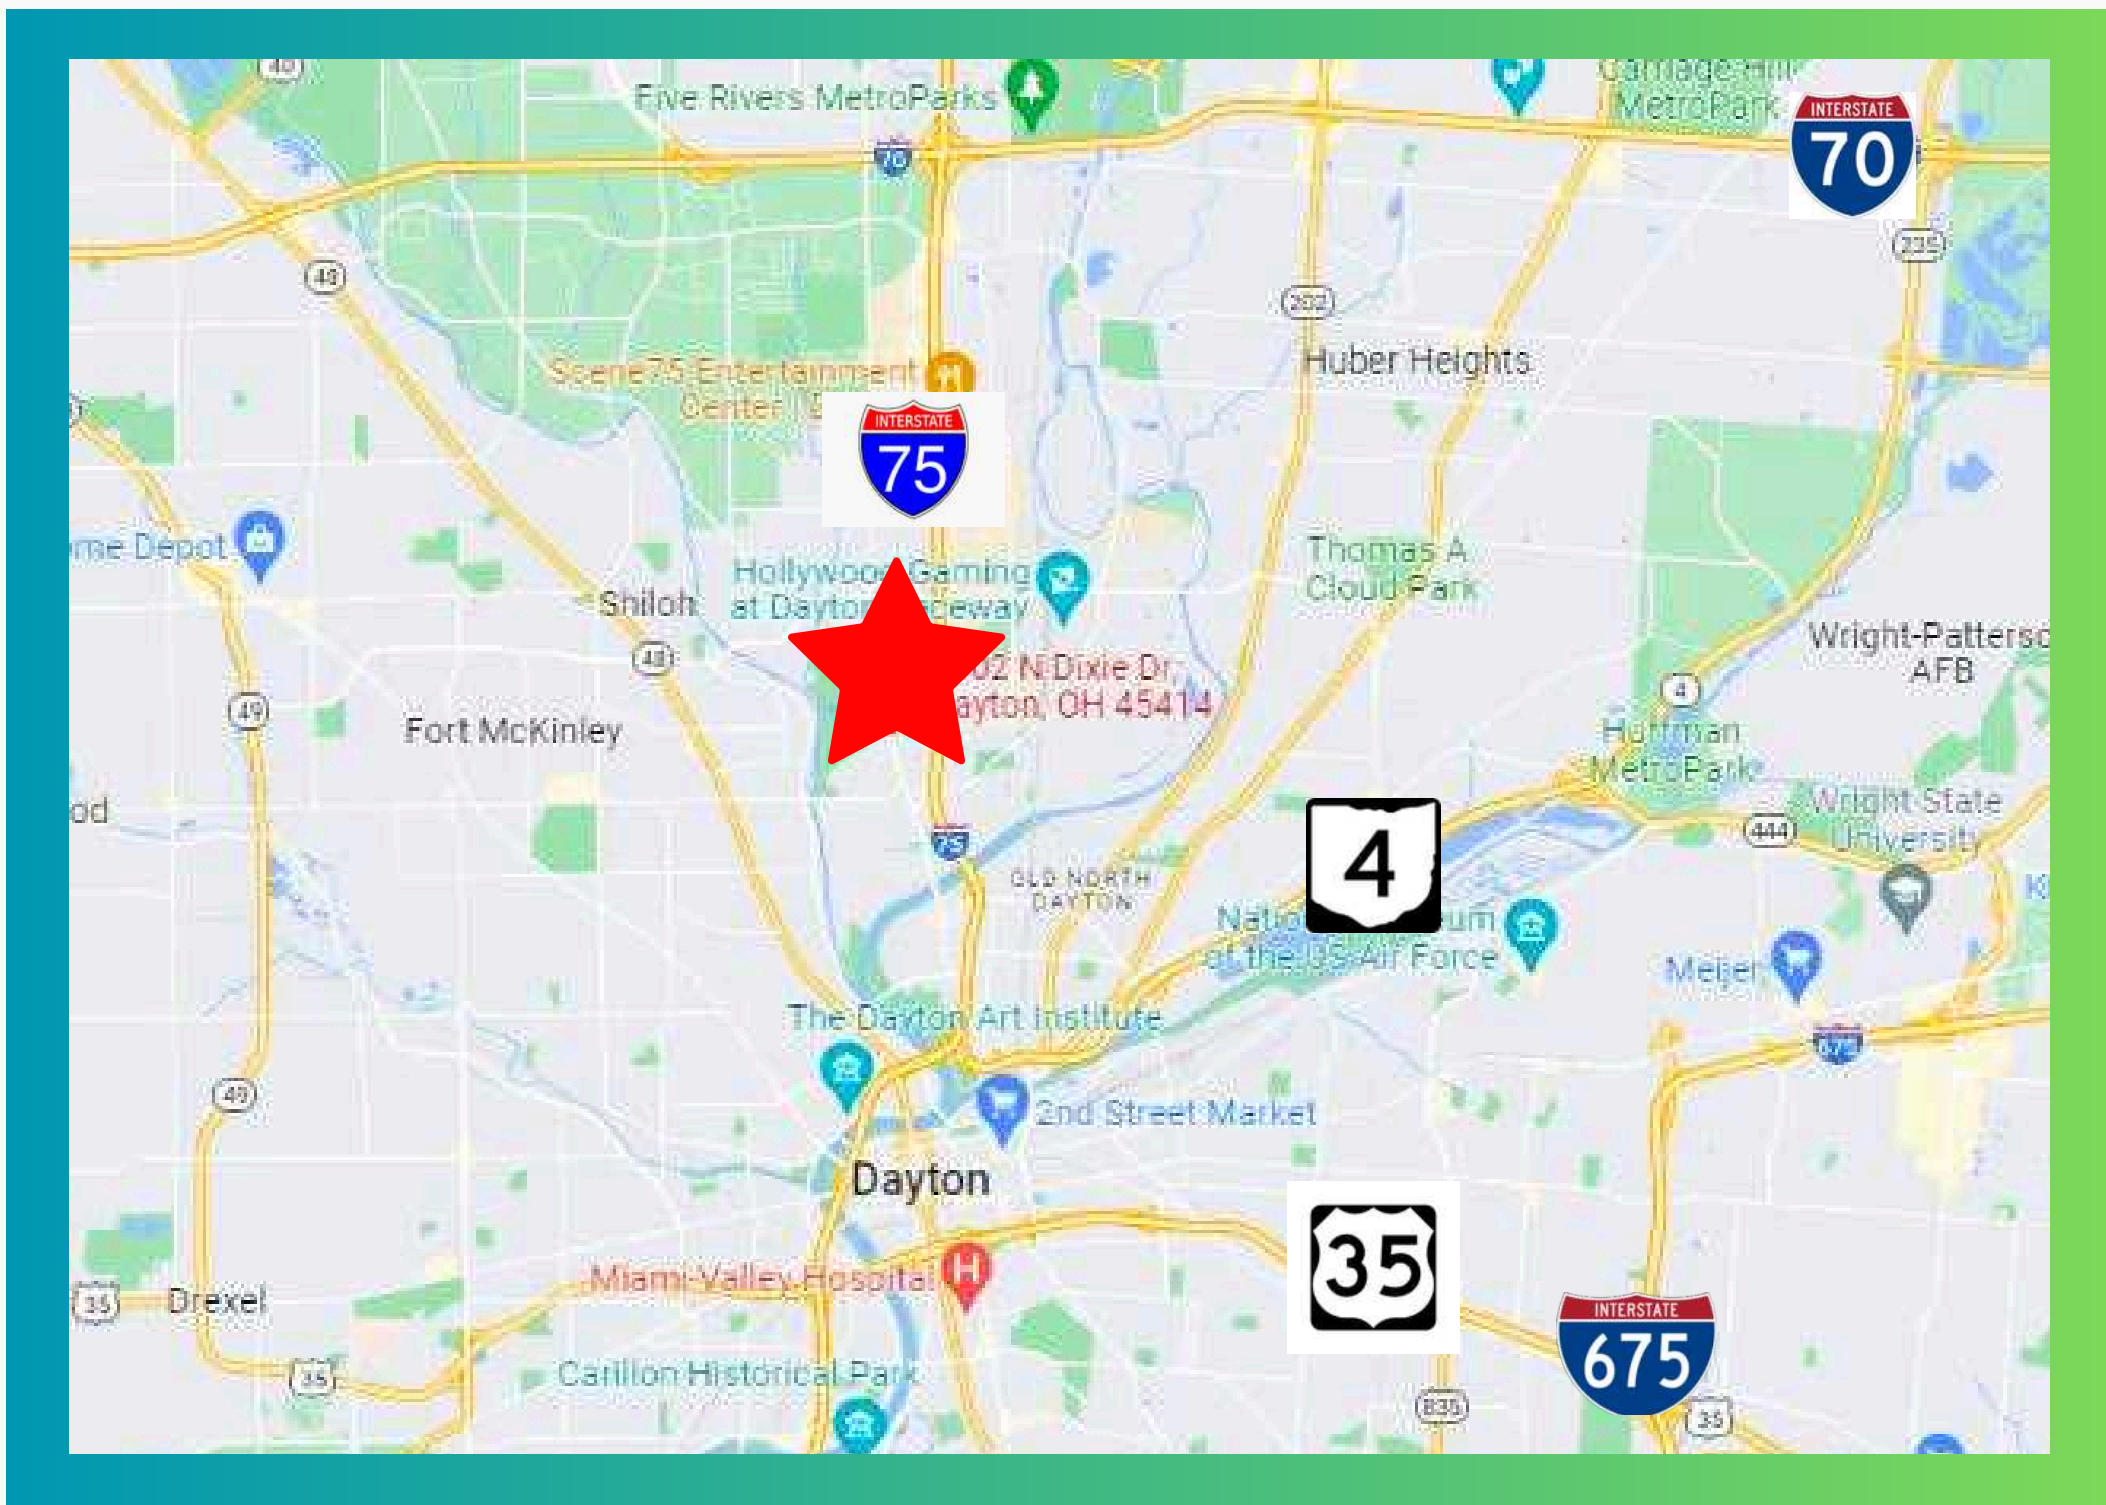 40
Five Rivers MetroParks
Carriage Hill
MetroPark
INTERSTATE
70
70
235
48
202
Scene75 Entertainment
Center
Huber Heights
INTERSTATE
75
Depot
Hollywood Gaming
at Dayton
Thomas A
Cloud Park
Shiloh
48
02 N Dixie Dr,
ayton, OH 45414
Wright-Patterso
AFB
4
49
Fort McKinley
Huffman
MetroPark
od
Wright State
University
444
75
4
OLD NORTH
DAYTON
um
of the US Air Force
Meijer
The Dayton Art Institute
675
49
2nd Street Market
Dayton
35
Miami Valley Hospital
H
35
Drexel
INTERSTATE
675
35
Carillon Historical Park
835
35